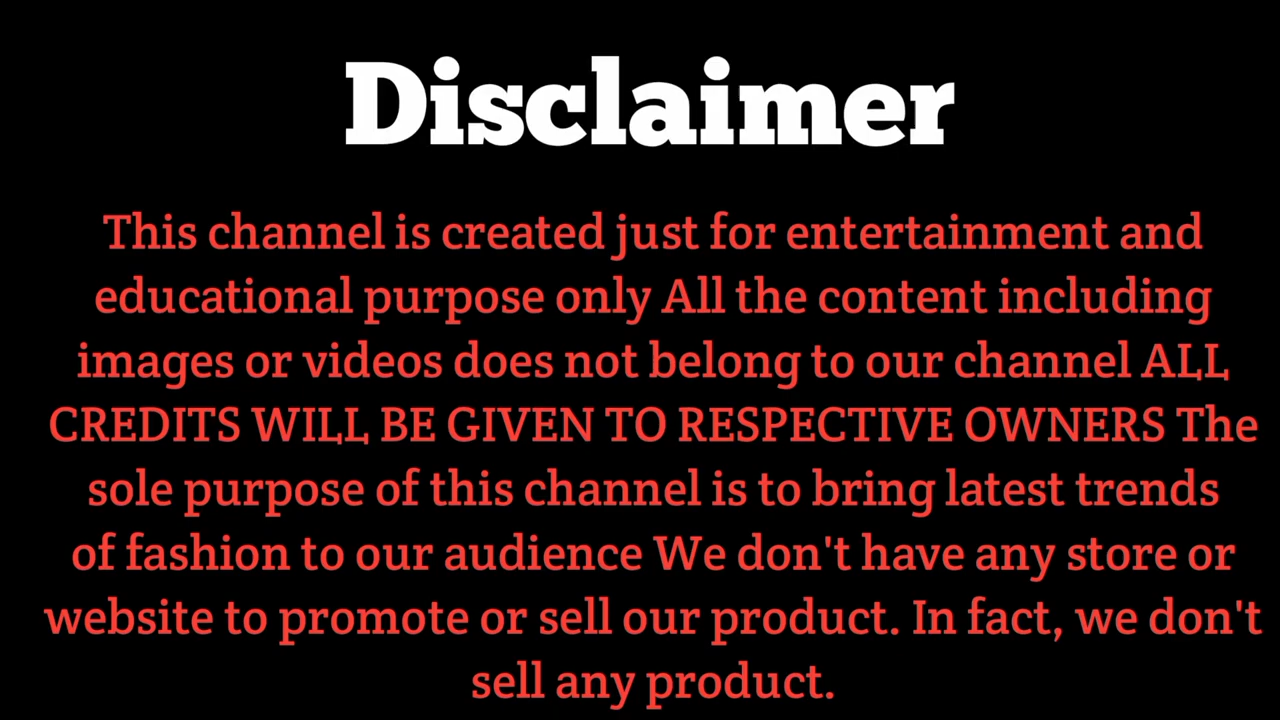 Disclaimer
This channel is created just for entertainment and
educational purpose only All the content including
images or videos does not belong to our channel ALL
CREDITS WILL BE GIVEN TO RESPECTIVE OWNERS The
sole purpose of this channel is to bring latest trends
of fashion to our audience We don't have any store or
website to promote or sell our product. In fact, we don't
sell any product.